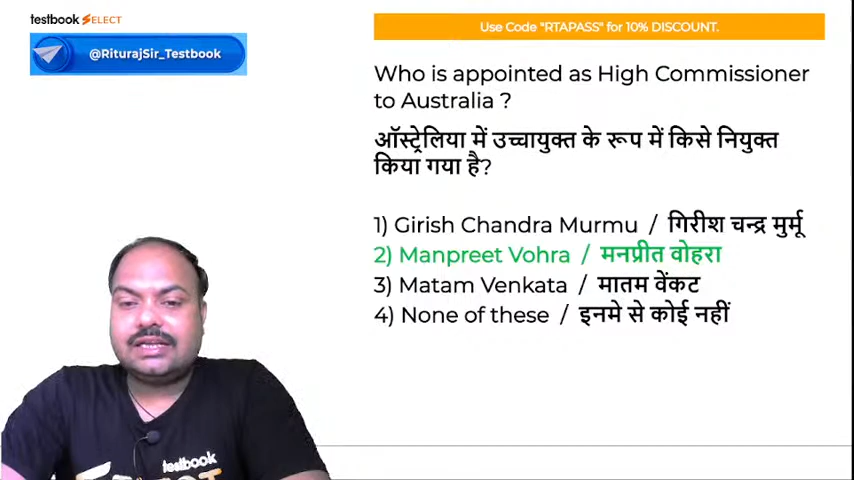 testbook SELECT
@RiturajSir_Testbook
Use Code "RTAPASS" for 10% DISCOUNT.
Who is appointed as High Commissioner
to Australia ?
ऑस्ट्रेलिया में उच्चायुक्त के रूप में किसे नियुक्त
किया गया है?
1) Girish Chandra Murmu / गिरीश चन्द्र मुर्मू
2) Manpreet Vohra / मनप्रीत वोहरा
3) Matam Venkata / मातम वेंकट
4) None of these / इनमे से कोई नहीं
testbook